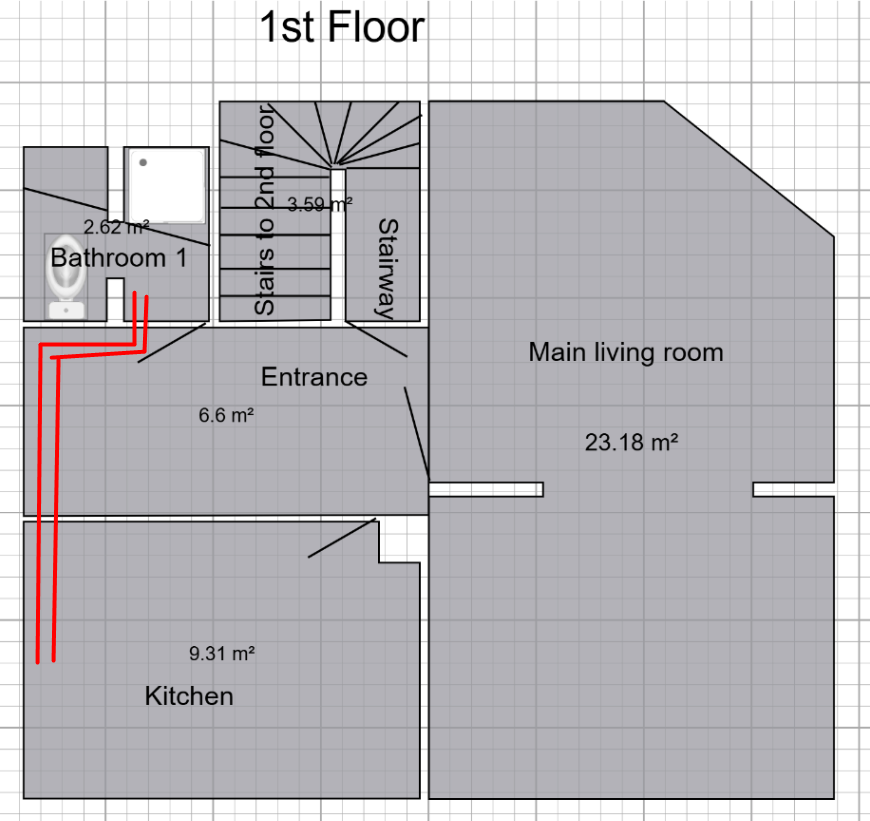 1st Floor
Stairs to 2nd floor
3.59 m²
Stairway
2.62 m²
Bathroom 1
Main living room
23.18 m²
Entrance
6.6 m²
9.31 m²
Kitchen